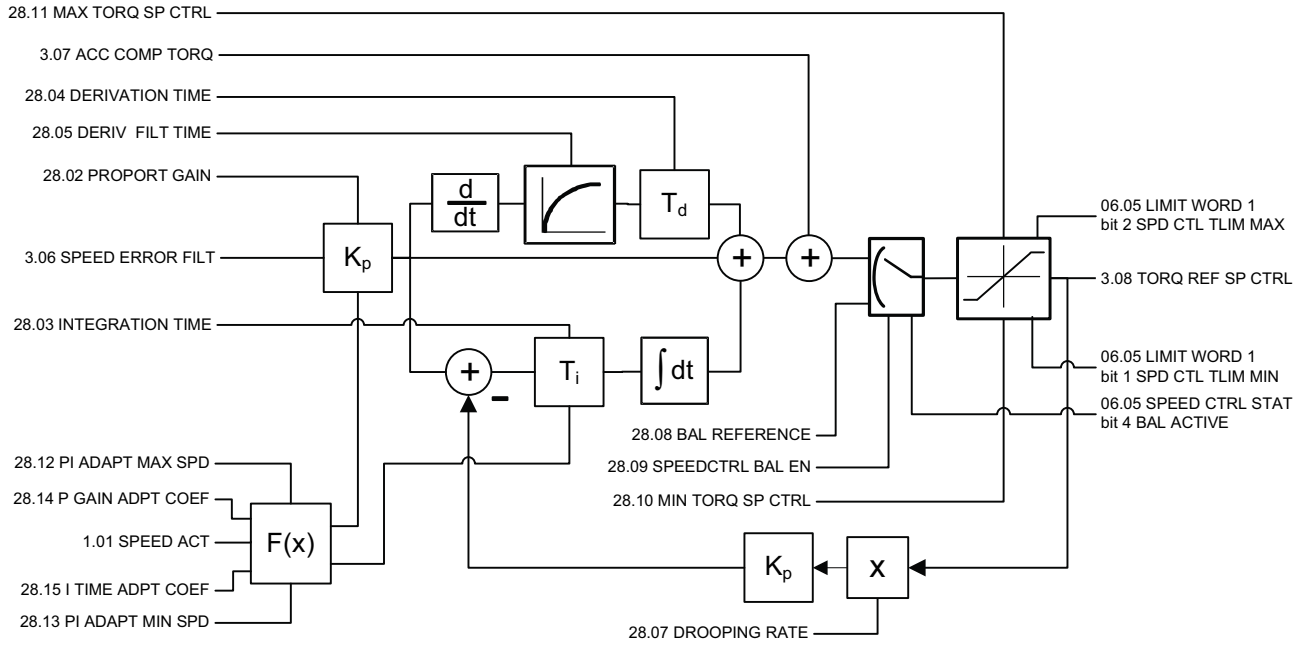 28.11 MAX TORQ SP CTRL
3.07 ACC COMP TORQ
28.04 DERIVATION TIME
28.05 DERIV FILT TIME
28.02 PROPORT GAIN
d
dt
Td
06.05 LIMIT WORD 1
bit 2 SPD CTL TLIM MAX
3.06 SPEED ERROR FILT
Kp
+
+
3.08 TORQ REF SP CTRL
28.03 INTEGRATION TIME
+
−
Ti
∫dt
06.05 LIMIT WORD 1
bit 1 SPD CTL TLIM MIN
06.05 SPEED CTRL STAT
bit 4 BAL ACTIVE
28.08 BAL REFERENCE
28.09 SPEEDCTRL BAL EN
28.10 MIN TORQ SP CTRL
28.12 PI ADAPT MAX SPD
28.14 P GAIN ADPT COEF
1.01 SPEED ACT
F(x)
28.15 I TIME ADPT COEF
28.13 PI ADAPT MIN SPD
Kp
x
28.07 DROOPING RATE